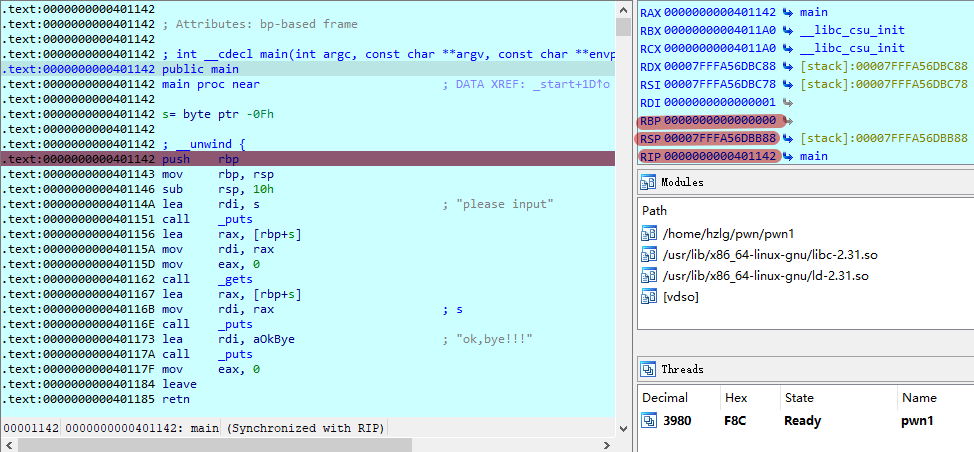 .text:0000000000401142
.text:0000000000401142 ; Attributes: bp-based frame
.text:0000000000401142
.text:0000000000401142 ; int __cdecl main(int argc, const char **argv, const char **envp
.text:0000000000401142 public main
.text:0000000000401142 main proc near ; DATA XREF: _start+1D↑o
.text:0000000000401142
.text:0000000000401142 s= byte ptr -0Fh
.text:0000000000401142
.text:0000000000401142 ; __unwind {
.text:0000000000401142 push rbp
.text:0000000000401143 mov rbp, rsp
.text:0000000000401146 sub rsp, 10h
.text:000000000040114A lea rdi, s ; "please input"
.text:0000000000401151 call _puts
.text:0000000000401156 lea rax, [rbp+s]
.text:000000000040115A mov rdi, rax
.text:000000000040115D mov eax, 0
.text:0000000000401162 call _gets
.text:0000000000401167 lea rax, [rbp+s]
.text:000000000040116B mov rdi, rax ; s
.text:000000000040116E call _puts
.text:0000000000401173 lea rdi, aOkBye ; "ok,bye!!!"
.text:000000000040117A call _puts
.text:000000000040117F mov eax, 0
.text:0000000000401184 leave
.text:0000000000401185 retn
00001142 0000000000401142: main (Synchronized with RIP)
RAX 0000000000401142 main
RBX 00000000004011A0 __libc_csu_init
RCX 00000000004011A0 __libc_csu_init
RDX 00007FFFA56DBC88 [stack]:00007FFFA56DBC88
RSI 00007FFFA56DBC78 [stack]:00007FFFA56DBC78
RDI 0000000000000001
RBP 0000000000000000
RSP 00007FFFA56DBB88 [stack]:00007FFFA56DBB88
RIP 0000000000401142 main
Modules
Path
/home/hzlg/pwn/pwn1
/usr/lib/x86_64-linux-gnu/libc-2.31.so
/usr/lib/x86_64-linux-gnu/ld-2.31.so
[vdso]
Threads
Decimal Hex State Name
3980 F8C Ready pwn1